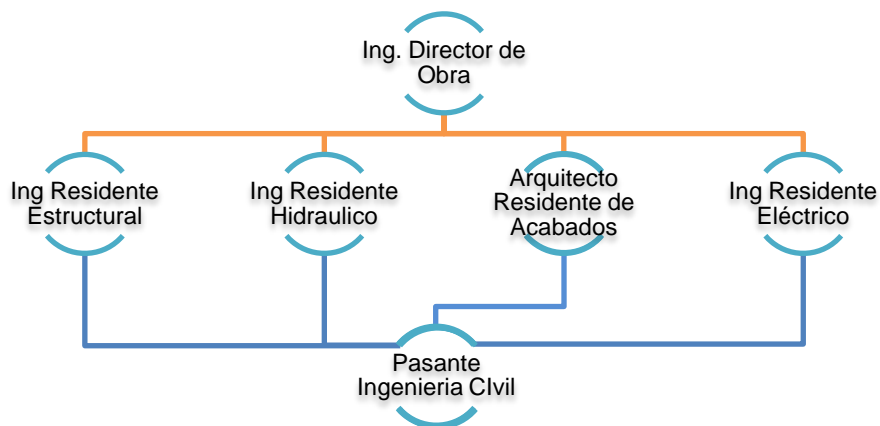 Ing. Director de
Obra
Ing Residente
Estructural
Ing Residente
Hidraulico
Arquitecto
Residente de
Acabados
Ing Residente
Eléctrico
Pasante
Ingenieria CIvil